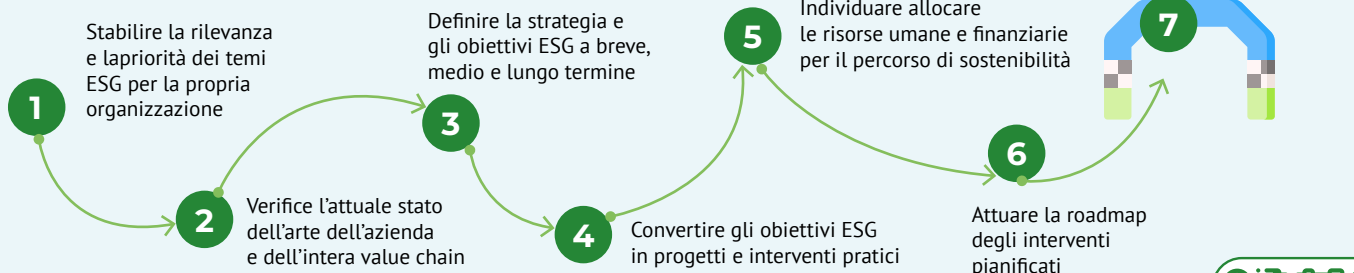 1
Stabilire la rilevanza
e lapriorità dei temi
ESG per la propria
organizzazione
2
Verifice l'attuale stato
dell'arte dell'azienda
e dell'intera value chain
3
Definire la strategia e
gli obiettivi ESG a breve,
medio e lungo termine
4
Convertire gli obiettivi ESG
in progetti e interventi pratici
5
Individuare allocare
le risorse umane e finanziarie
per il percorso di sostenibilità
6
Attuare la roadmap
degli interventi
pianificati
7